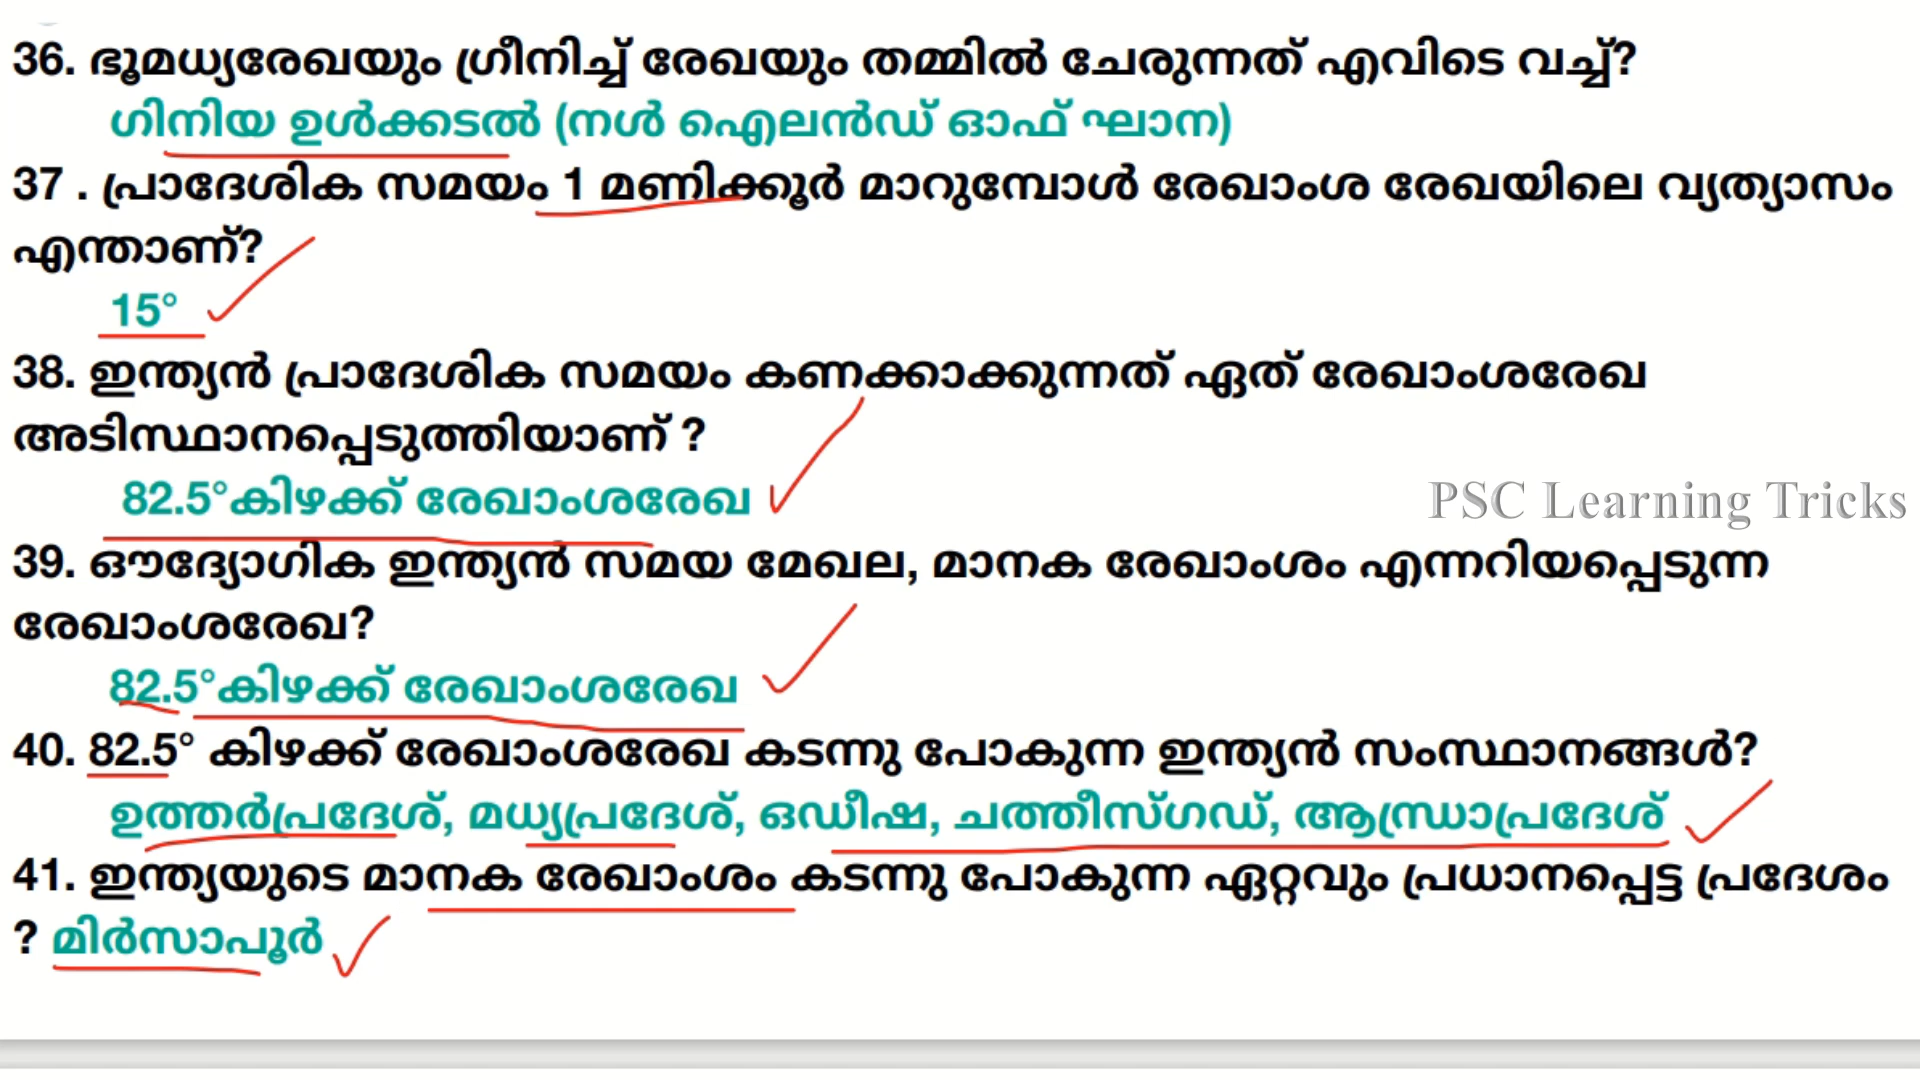 36. ഭൂമധ്യരേഖയും ഗ്രീനിച്ച് രേഖയും തമ്മിൽ ചേരുന്നത് എവിടെ വച്ച്?
ഗിനിയ ഉൾക്കടൽ (നൾ ഐലൻഡ് ഓഫ് ഘാന)
37 . പ്രാദേശിക സമയം 1 മണിക്കൂർ മാറുമ്പോൾ രേഖാംശ രേഖയിലെ വ്യത്യാസം
എന്താണ്?
15°
38. ഇന്ത്യൻ പ്രാദേശിക സമയം കണക്കാക്കുന്നത് ഏത് രേഖാംശരേഖ
അടിസ്ഥാനപ്പെടുത്തിയാണ് ?
82.5°കിഴക്ക് രേഖാംശരേഖ
PSC Learning Tricks
39. ഔദ്യോഗിക ഇന്ത്യൻ സമയ മേഖല, മാനക രേഖാംശം എന്നറിയപ്പെടുന്ന
രേഖാംശരേഖ?
82.5°കിഴക്ക് രേഖാംശരേഖ
40. 82.5° കിഴക്ക് രേഖാംശരേഖ കടന്നു പോകുന്ന ഇന്ത്യൻ സംസ്ഥാനങ്ങൾ?
ഉത്തർപ്രദേശ്, മധ്യപ്രദേശ്, ഒഡീഷ, ചത്തീസ്ഗഡ്, ആന്ധ്രാപ്രദേശ്
41. ഇന്ത്യയുടെ മാനക രേഖാംശം കടന്നു പോകുന്ന ഏറ്റവും പ്രധാനപ്പെട്ട പ്രദേശം
? മിർസാപൂർ